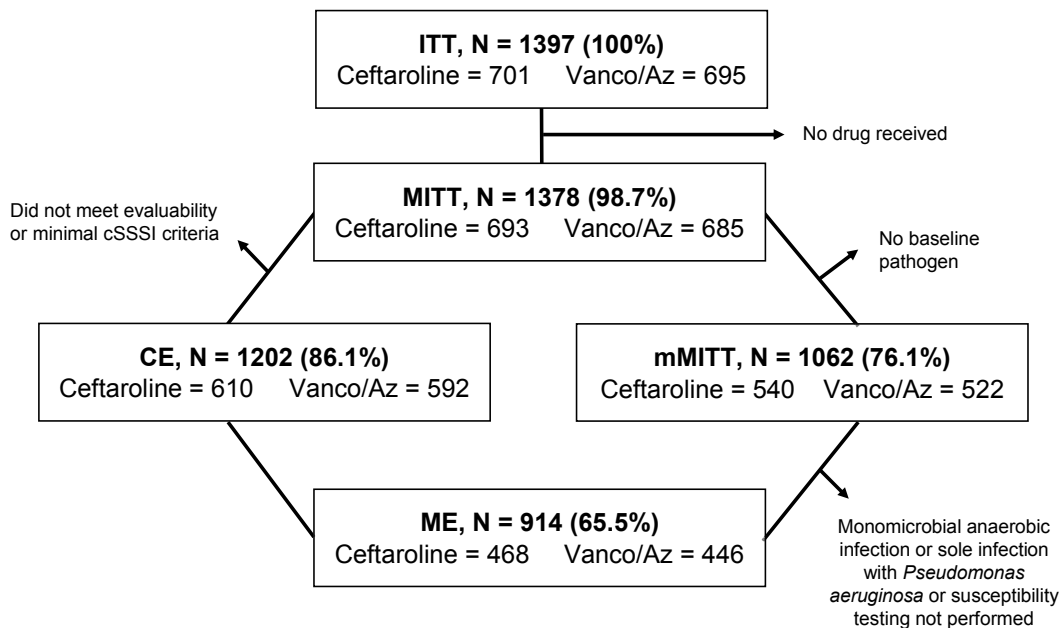 ITT, N = 1397 (100%)
Ceftaroline = 701 Vanco/Az = 695
No drug received
MITT, N = 1378 (98.7%)
Ceftaroline = 693 Vanco/Az = 685
Did not meet evaluability
or minimal cSSSI criteria
No baseline
pathogen
CE, N = 1202 (86.1%)
Ceftaroline = 610 Vanco/Az = 592
mMITT, N = 1062 (76.1%)
Ceftaroline = 540 Vanco/Az = 522
ME, N = 914 (65.5%)
Ceftaroline = 468 Vanco/Az = 446
Monomicrobial anaerobic
infection or sole infection
with Pseudomonas
aeruginosa or susceptibility
testing not performed